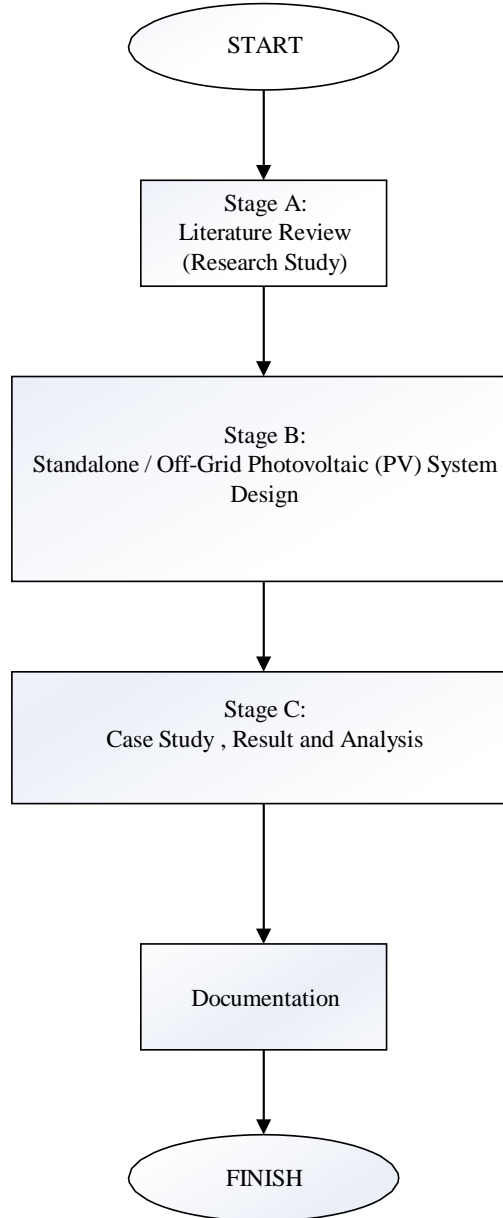 START
Stage A:
Literature Review
(Research Study)
Stage B:
Standalone / Off-Grid Photovoltaic (PV) System
Design
Stage C:
Case Study , Result and Analysis
Documentation
FINISH